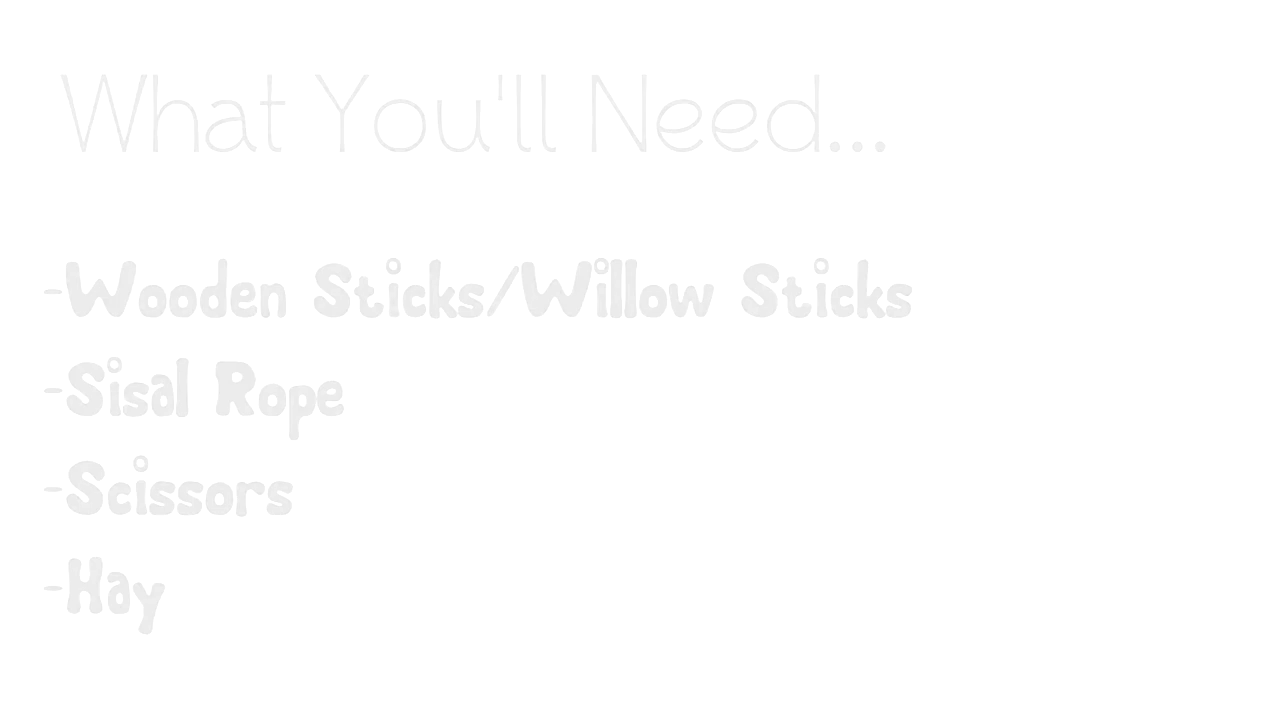 What You'll Need...
-Wooden Sticks/Willow Sticks
-Sisal Rope
-Scissors
-Hay